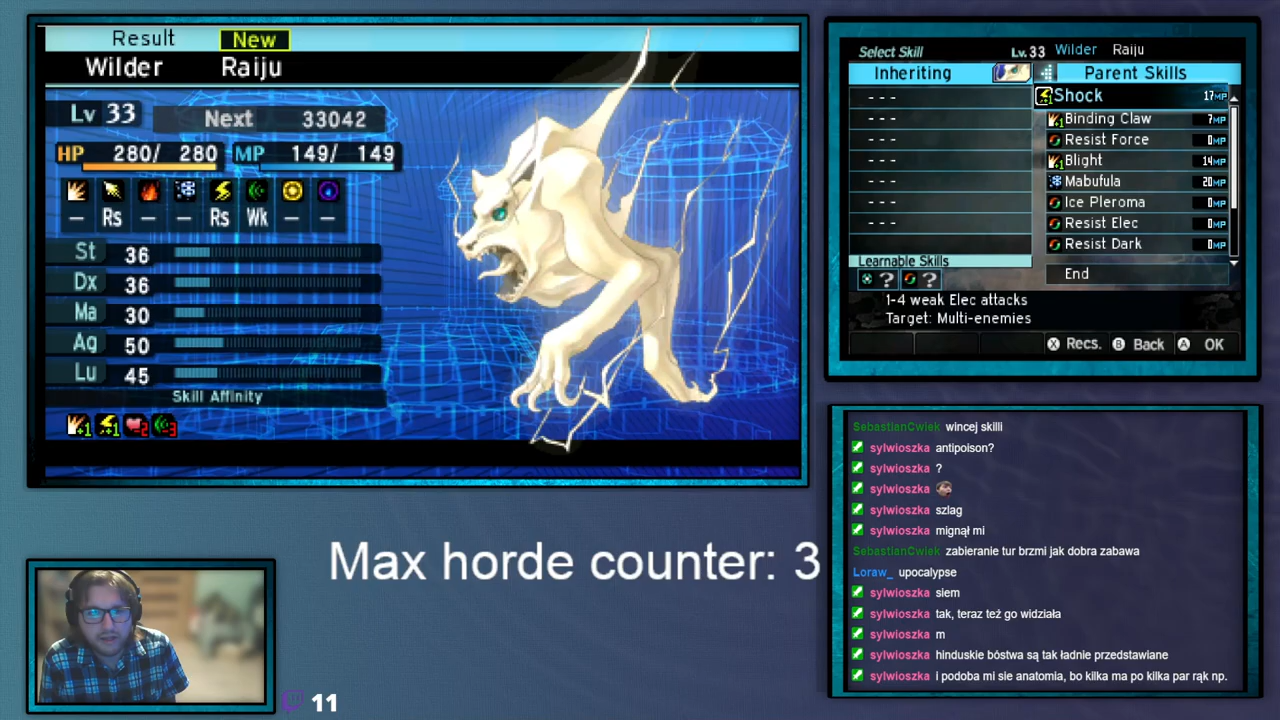 Result New
Wilder Raiju
Lv 33 Next 33042
HP 280/ 280 MP 149/ 149
— Rs — — Rs Wk — —
St 36
Dx 36
Ma 30
Ag 50
Lu 45
Skill Affinity
+1 +1 -2 -3
Select Skill Lv.33 Wilder Raiju
Inheriting Parent Skills
- - - Shock 17MP
- - - Binding Claw 7MP
- - - Resist Force 0MP
- - - Blight 14MP
- - - Mabufula 20MP
- - - Ice Pleroma 0MP
- - - Resist Elec 0MP
Resist Dark 0MP
Learnable Skills End
? ?
1-4 weak Elec attacks
Target: Multi-enemies
X Recs. B Back A OK
SebastianCwiek wincej skilli
sylwioszka antipoison?
sylwioszka ?
sylwioszka
sylwioszka szlag
sylwioszka mignął mi
SebastianCwiek zabieranie tur brzmi jak dobra zabawa
Loraw_ upocalypse
sylwioszka siem
sylwioszka tak, teraz też go widziała
sylwioszka m
sylwioszka hinduskie bóstwa są tak ładnie przedstawiane
sylwioszka i podoba mi sie anatomia, bo kilka ma po kilka par rąk np.
Max horde counter: 3
11